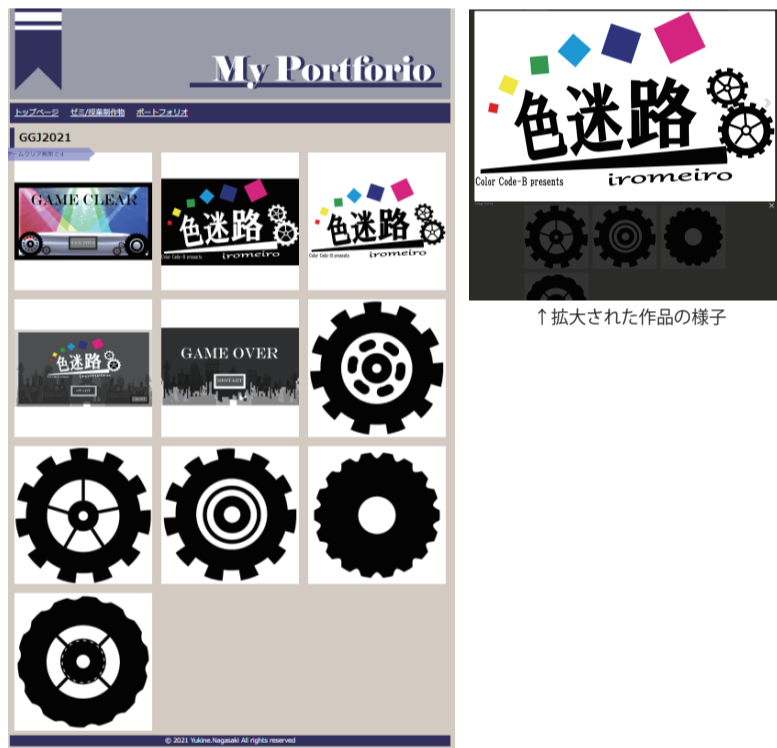 My Portforio
トップページ ゼミ/授業制作物 ポートフォリオ
GGJ2021
GAME CLEAR
色迷路
Color Code-B presents iromeiro
色迷路
Color Code-B presents iromeiro
色迷路
START
GAME OVER
RESTART
© 2021 Yukine.Nagasaki All rights reserved
色迷路
Color Code-B presents iromeiro
↑拡大された作品の様子